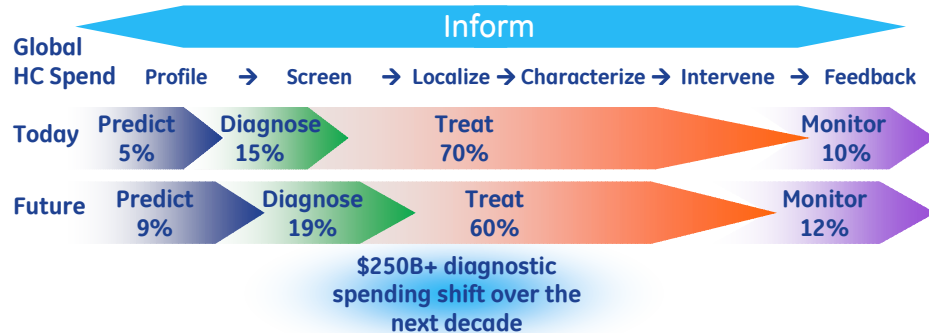 Inform
Global
HC Spend
Profile → Screen → Localize → Characterize → Intervene → Feedback
Today
Predict Diagnose Treat Monitor
5% 15% 70% 10%
Future
Predict Diagnose Treat Monitor
9% 19% 60% 12%
$250B+ diagnostic
spending shift over the
next decade